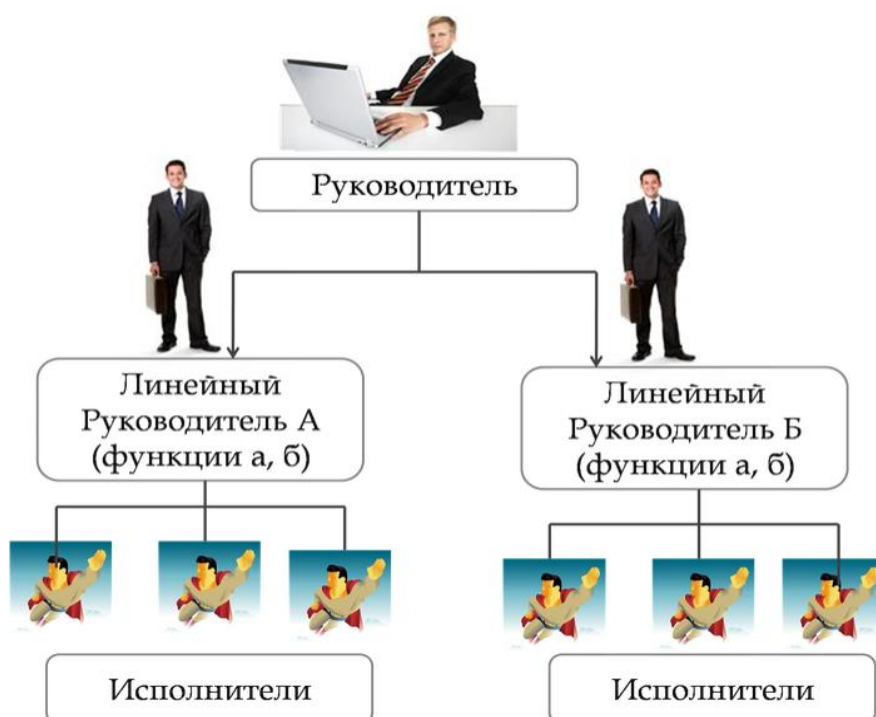 Руководитель
Линейный
Руководитель А
(функции а, б)
Линейный
Руководитель Б
(функции а, б)
Исполнители
Исполнители